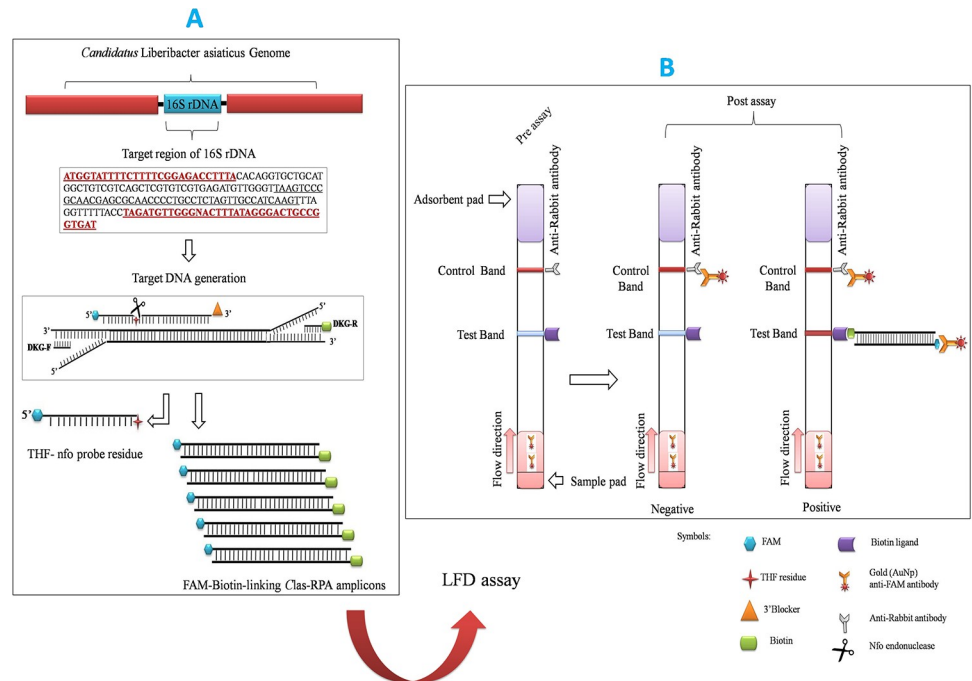 A
Candidatus Liberibacter asiaticus Genome
16S rDNA
Target region of 16S rDNA
ATGGTATTTTCTTTTCGGAGACCTTTACACAGGTGCTGCAT
GGCTGTCGTCAGCTCGTGTCGTGAGATGTTGGGTTAAGTCCC
GCAACGAGCGCAACCCCTGCCTCTAGTTGCCATCAAGTTTA
GGTTTTTACCTAGATGTTGGGNACTTTATAGGGACTGCCG
GTGAT
Target DNA generation
5'
3'
5'
3'
DKG-R
DKG-F
3'
5'
5'
THF- nfo probe residue
FAM-Biotin-linking Clas-RPA amplicons
LFD assay
B
Post assay
Pre assay
Anti-Rabbit antibody
Anti-Rabbit antibody
Anti-Rabbit antibody
Adsorbent pad
Control Band
Control
Band
Control
Band
Test Band
Test Band
Test Band
Flow direction
Flow direction
Flow direction
Sample pad
Negative
Positive
Symbols:
FAM
Biotin ligand
THF residue
Gold (AuNp)
anti-FAM antibody
3'Blocker
Anti-Rabbit antibody
Biotin
Nfo endonuclease